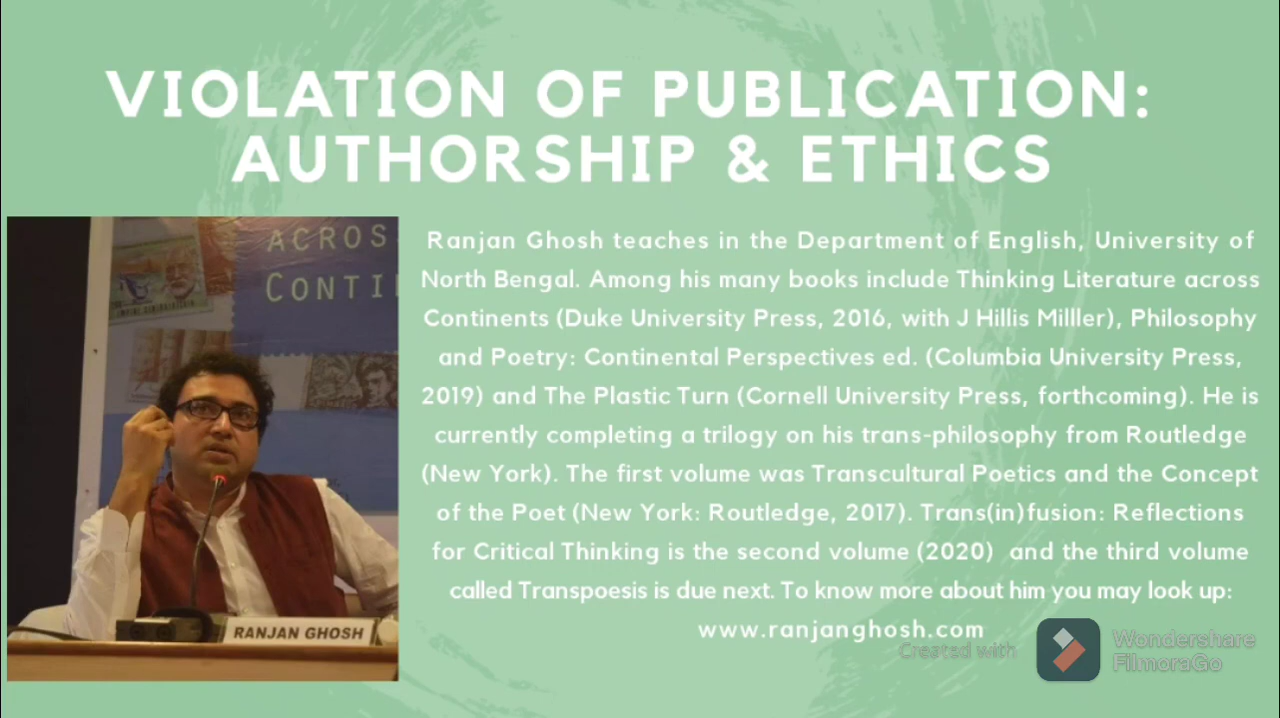 VIOLATION OF PUBLICATION:
AUTHORSHIP & ETHICS
ACROS
CONTI
RANJAN GHOSH
Ranjan Ghosh teaches in the Department of English, University of
North Bengal. Among his many books include Thinking Literature across
Continents (Duke University Press, 2016, with J Hillis Milller), Philosophy
and Poetry: Continental Perspectives ed. (Columbia University Press,
2019) and The Plastic Turn (Cornell University Press, forthcoming). He is
currently completing a trilogy on his trans-philosophy from Routledge
(New York). The first volume was Transcultural Poetics and the Concept
of the Poet (New York: Routledge, 2017). Trans(in)fusion: Reflections
for Critical Thinking is the second volume (2020) and the third volume
called Transpoesis is due next. To know more about him you may look up:
www.ranjanghosh.com
Created with
Wondershare
FilmoraGo